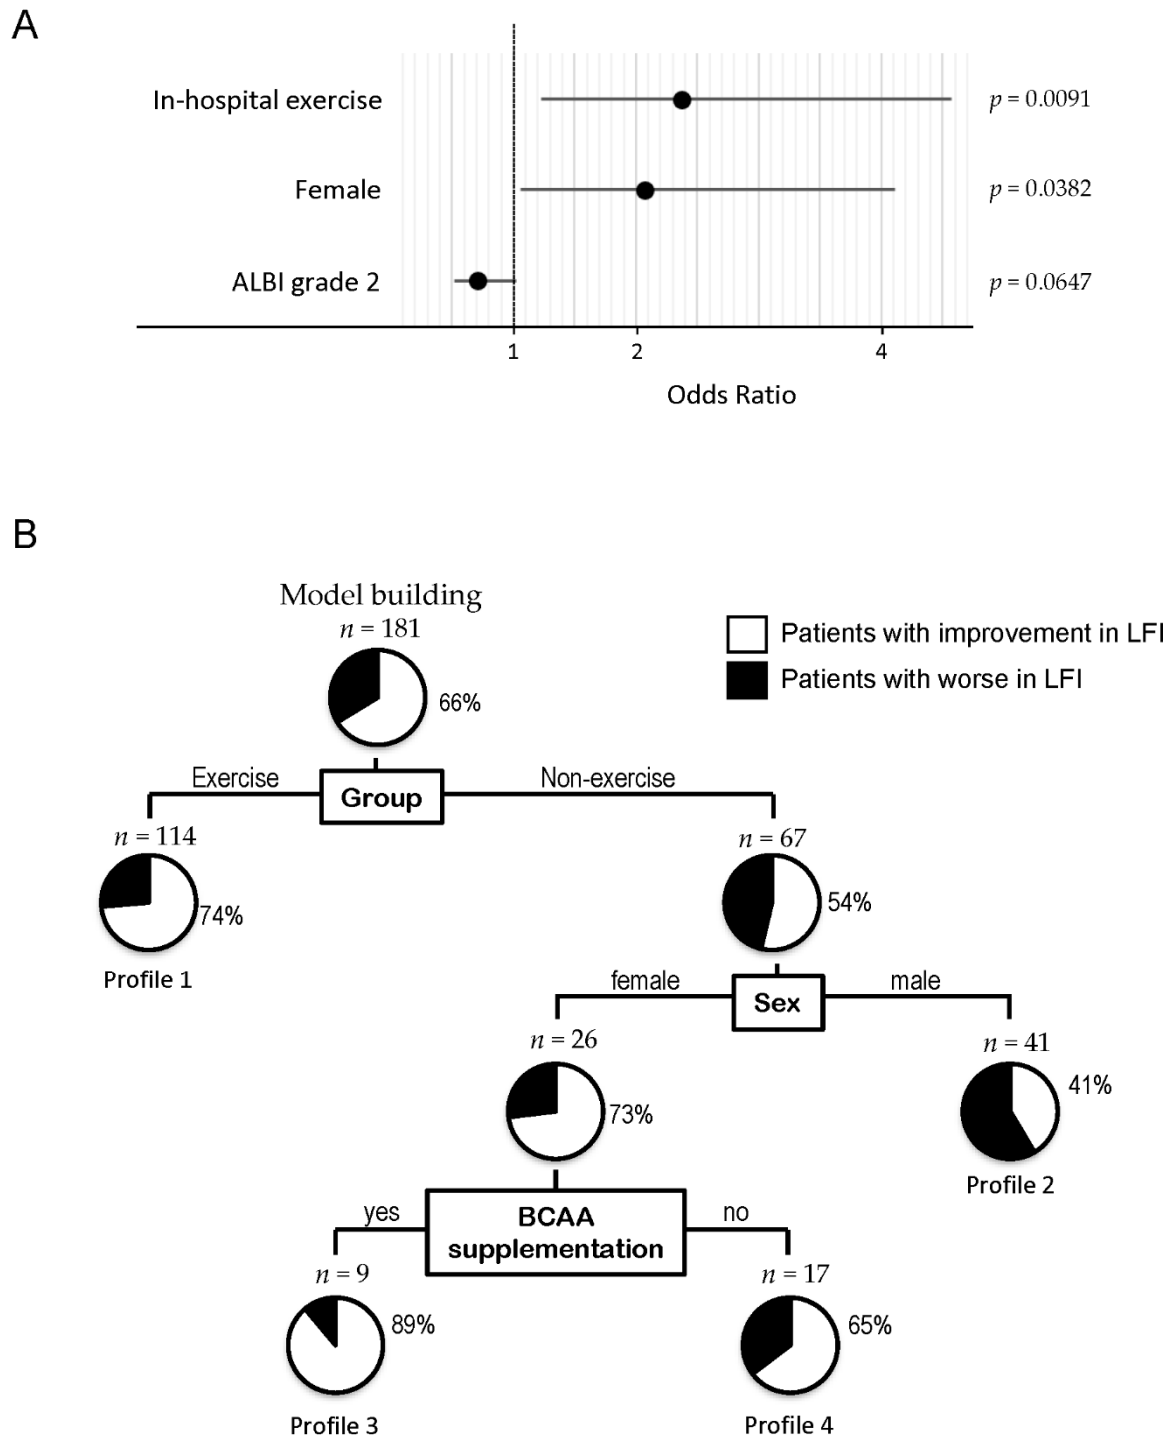 A
In-hospital exercise
p = 0.0091
Female
p = 0.0382
ALBI grade 2
p = 0.0647
1
2
4
Odds Ratio
B
Model building
n = 181
66%
Patients with improvement in LFI
Patients with worse in LFI
Exercise
Group
Non-exercise
n = 114
74%
Profile 1
n = 67
54%
female
Sex
male
n = 26
73%
n = 41
41%
Profile 2
yes
BCAA
supplementation
no
n = 9
89%
Profile 3
n = 17
65%
Profile 4